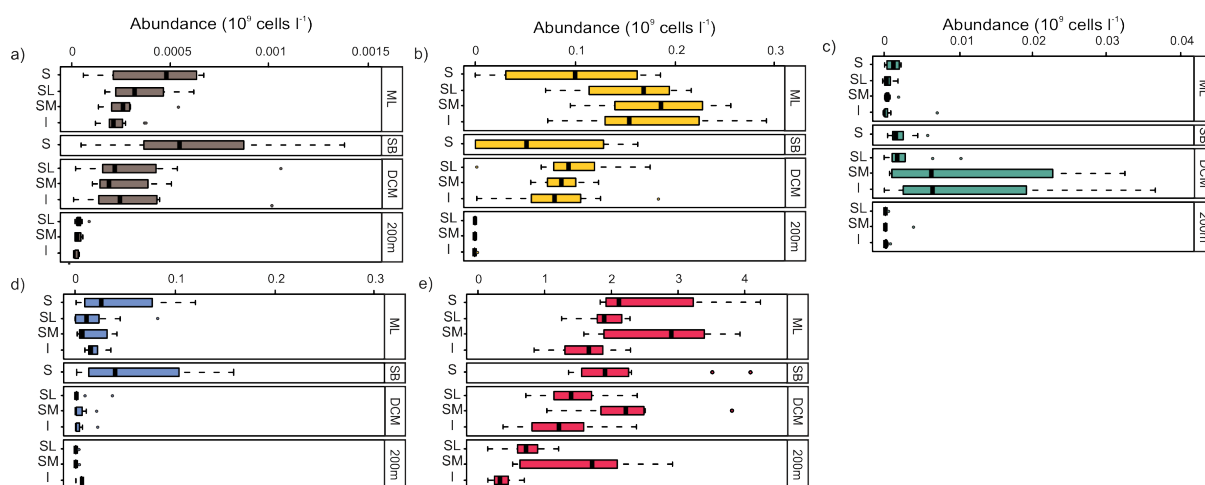 Abundance (10⁹ cells l⁻¹)
Abundance (10⁹ cells l⁻¹)
Abundance (10⁹ cells l⁻¹)
a)
0 0.0005 0.001 0.0015
S
SL
SM
I
ML
S
SB
SL
SM
I
DCM
SL
SM
I
200m
b)
0 0.1 0.2 0.3
S
SL
SM
I
ML
S
SB
SL
SM
I
DCM
SL
SM
I
200m
c)
0 0.01 0.02 0.03 0.04
S
SL
SM
I
ML
S
SB
SL
SM
I
DCM
SL
SM
I
200m
d)
0 0.1 0.2 0.3
S
SL
SM
I
ML
S
SB
SL
SM
I
DCM
SL
SM
I
200m
e)
0 1 2 3 4
S
SL
SM
I
ML
S
SB
SL
SM
I
DCM
SL
SM
I
200m